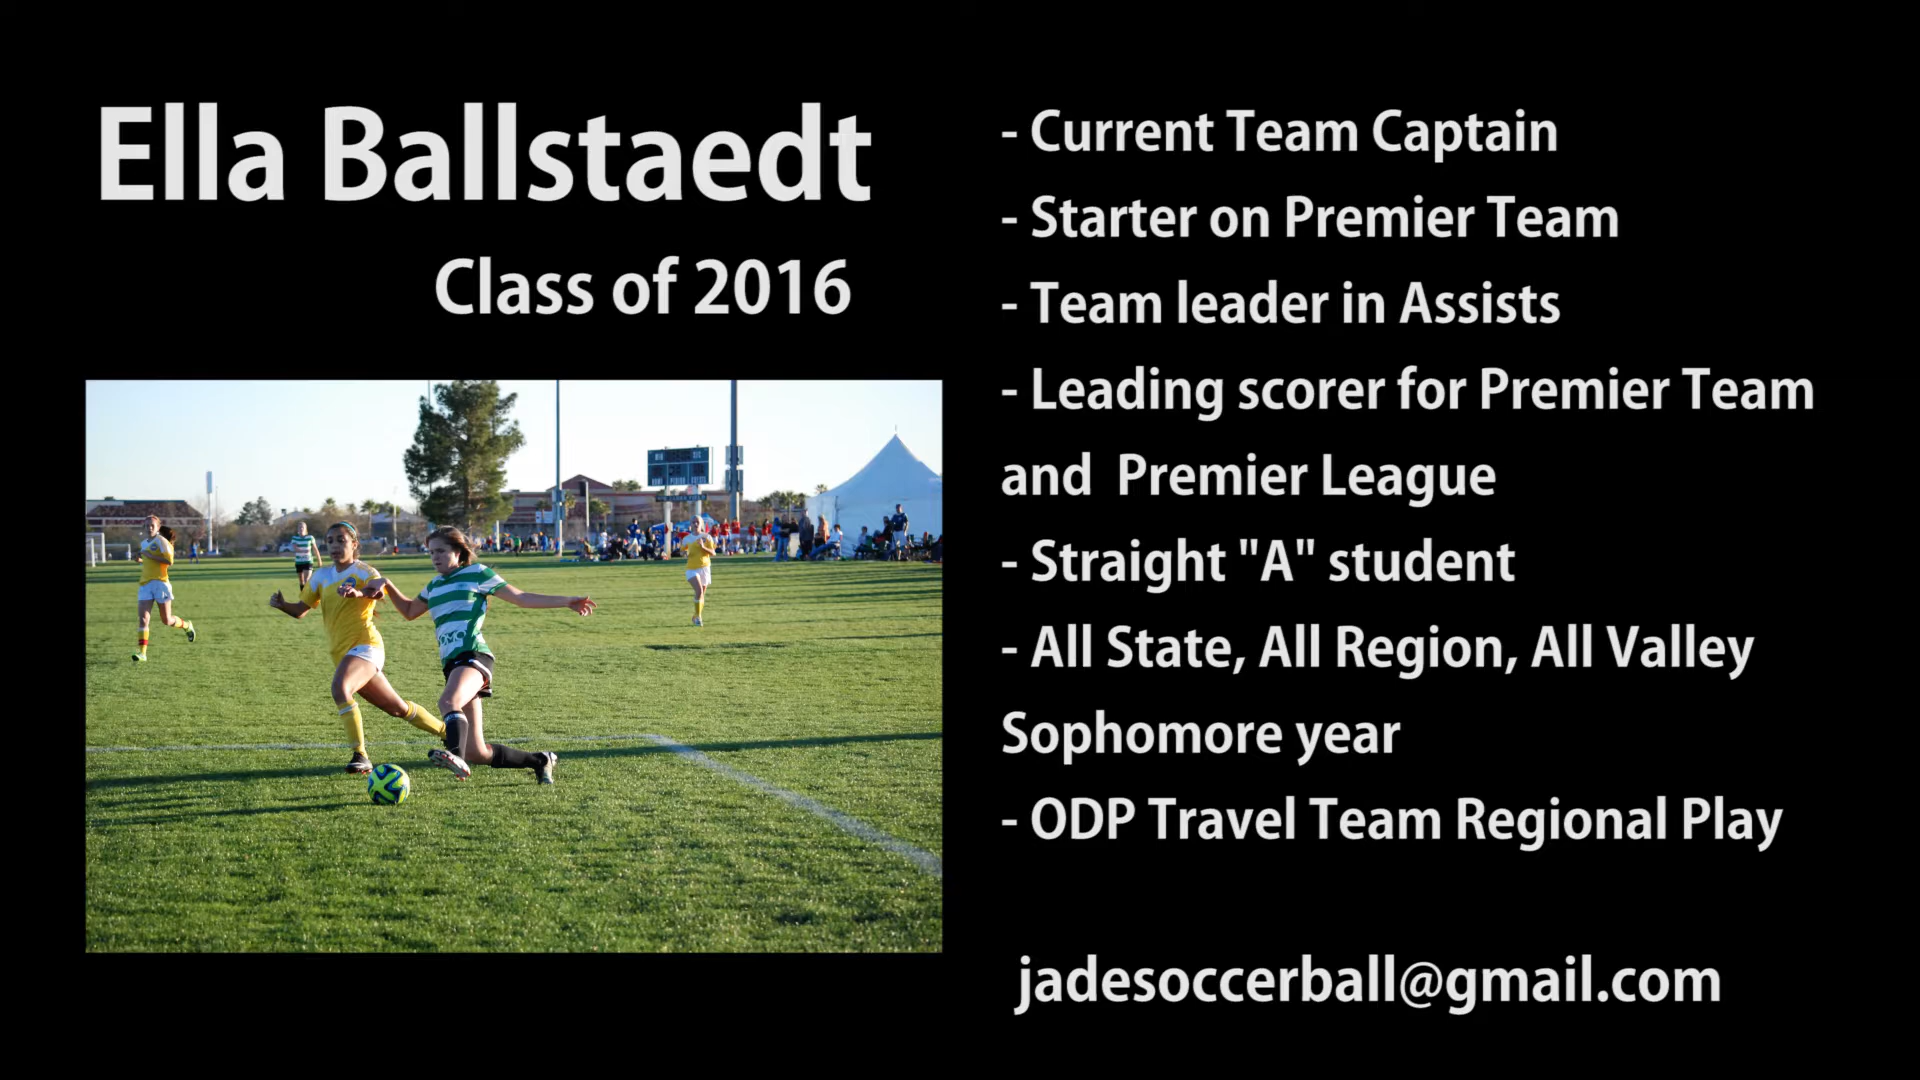 Ella Ballstaedt
Class of 2016
- Current Team Captain
- Starter on Premier Team
- Team leader in Assists
- Leading scorer for Premier Team
and  Premier League
- Straight "A" student
- All State, All Region, All Valley
Sophomore year
- ODP Travel Team Regional Play
jadesoccerball@gmail.com